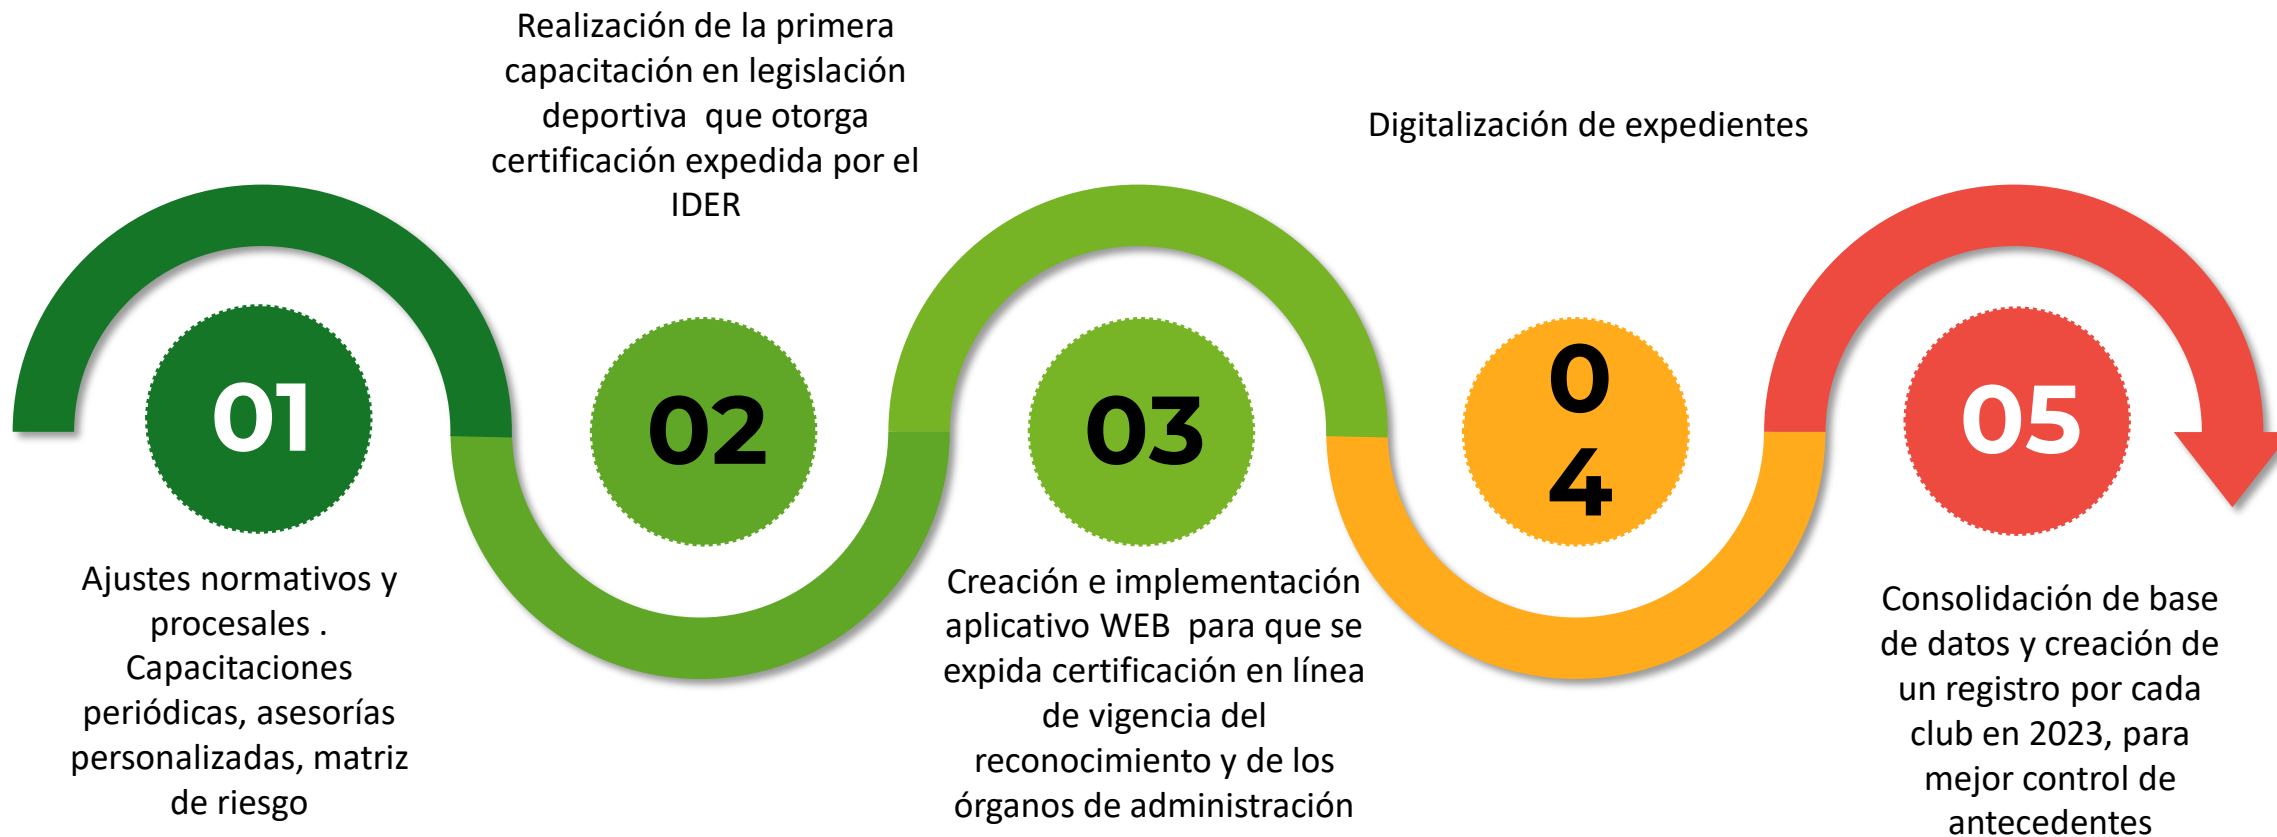 01
Ajustes normativos y
procesales .
Capacitaciones
periódicas, asesorías
personalizadas, matriz
de riesgo
Realización de la primera
capacitación en legislación
deportiva  que otorga
certificación expedida por el
IDER
02
03
Creación e implementación
aplicativo WEB  para que se
expida certificación en línea
de vigencia del
reconocimiento y de los
órganos de administración
Digitalización de expedientes
0
4
05
Consolidación de base
de datos y creación de
un registro por cada
club en 2023, para
mejor control de
antecedentes